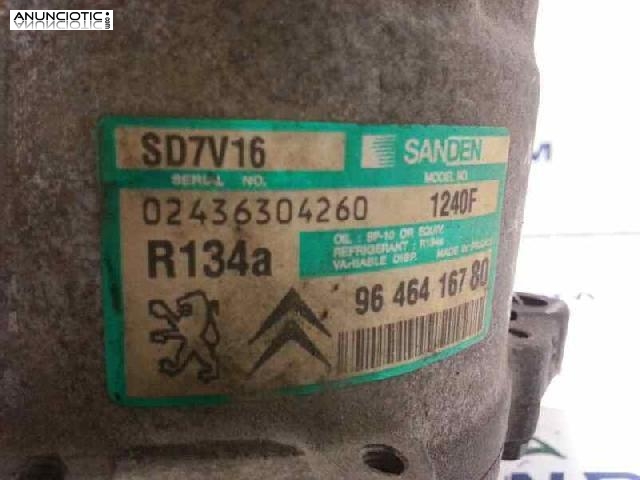 ANUNCIOTIC.com
SD7V16
SANDEN
SERIAL NO.
MODEL NO.
02436304260
1240F
R134a
OIL : SP-10 OR EQUIV.
REFRIGERANT : R134a
VARIABLE DISP. MADE IN
96 464 167 80